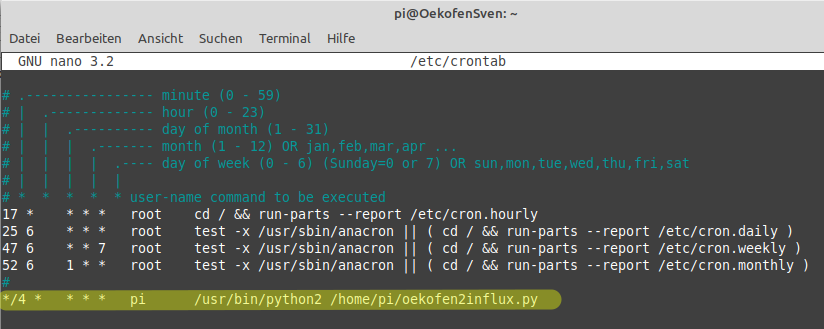 pi@OekofenSven: ~
Datei Bearbeiten Ansicht Suchen Terminal Hilfe
GNU nano 3.2 /etc/crontab
# .---------------- minute (0 - 59)
# | .------------- hour (0 - 23)
# | | .---------- day of month (1 - 31)
# | | | .------- month (1 - 12) OR jan,feb,mar,apr ...
# | | | | .---- day of week (0 - 6) (Sunday=0 or 7) OR sun,mon,tue,wed,thu,fri,sat
# | | | | |
# * * * * * user-name command to be executed
17 * * * * root cd / && run-parts --report /etc/cron.hourly
25 6 * * * root test -x /usr/sbin/anacron || ( cd / && run-parts --report /etc/cron.daily )
47 6 * * 7 root test -x /usr/sbin/anacron || ( cd / && run-parts --report /etc/cron.weekly )
52 6 1 * * root test -x /usr/sbin/anacron || ( cd / && run-parts --report /etc/cron.monthly )
#
*/4 * * * * pi /usr/bin/python2 /home/pi/oekofen2influx.py